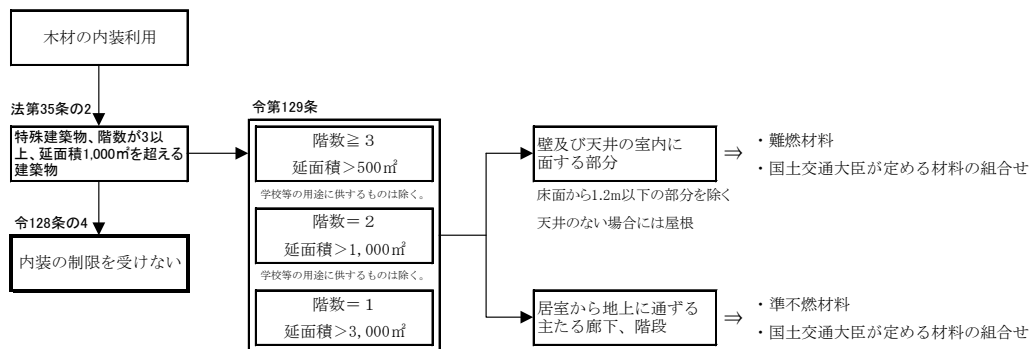 木材の内装利用
法第35条の2
特殊建築物、階数が3以
上、延面積1,000㎡を超える
建築物
令128条の4
内装の制限を受けない
令第129条
階数≧３
延面積>500㎡
学校等の用途に供するものは除く。
階数＝２
延面積>1,000㎡
学校等の用途に供するものは除く。
階数＝１
延面積>3,000㎡
壁及び天井の室内に
面する部分
床面から1.2m以下の部分を除く
天井のない場合には屋根
⇒
・難燃材料
・国土交通大臣が定める材料の組合せ
居室から地上に通ずる
主たる廊下、階段
⇒
・準不燃材料
・国土交通大臣が定める材料の組合せ